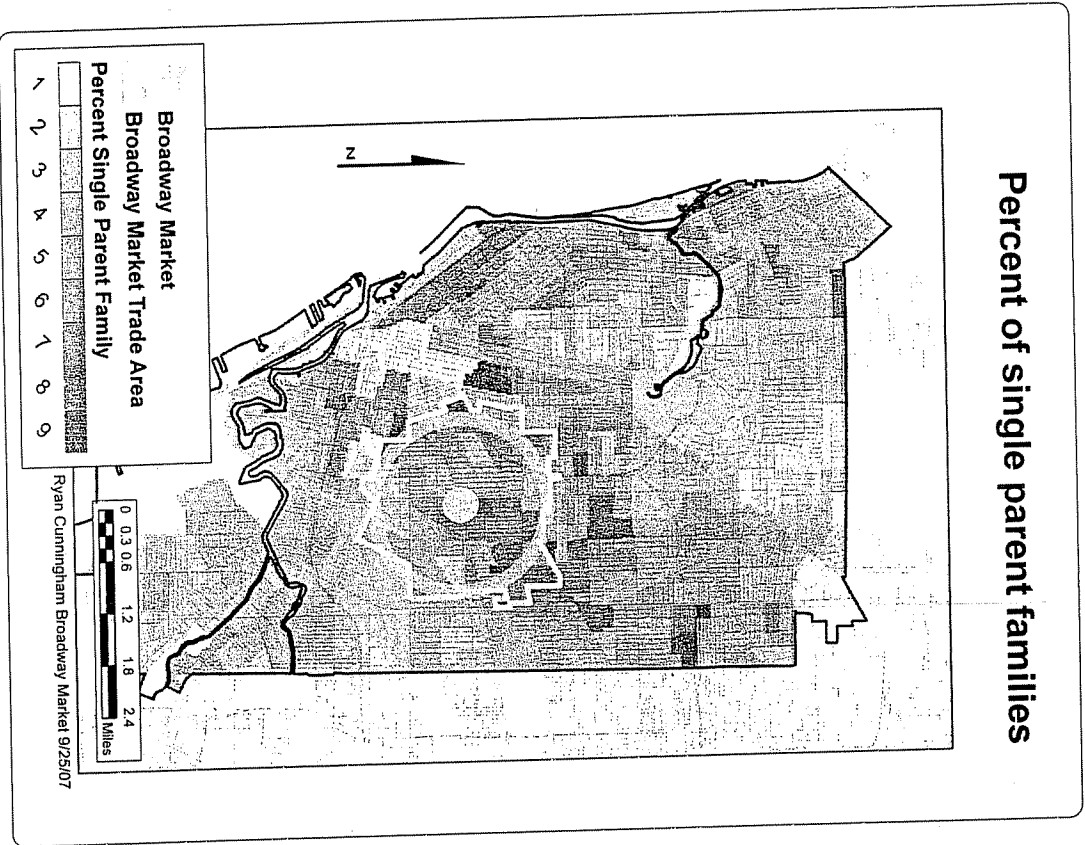 Percent of single parent families
N
Broadway Market
Broadway Market Trade Area
Percent Single Parent Family
1 2 3 4 5 6 7 8 9
0 0.3 0.6 1.2 1.8 2.4
Miles
Ryan Cunningham Broadway Market 9/25/07